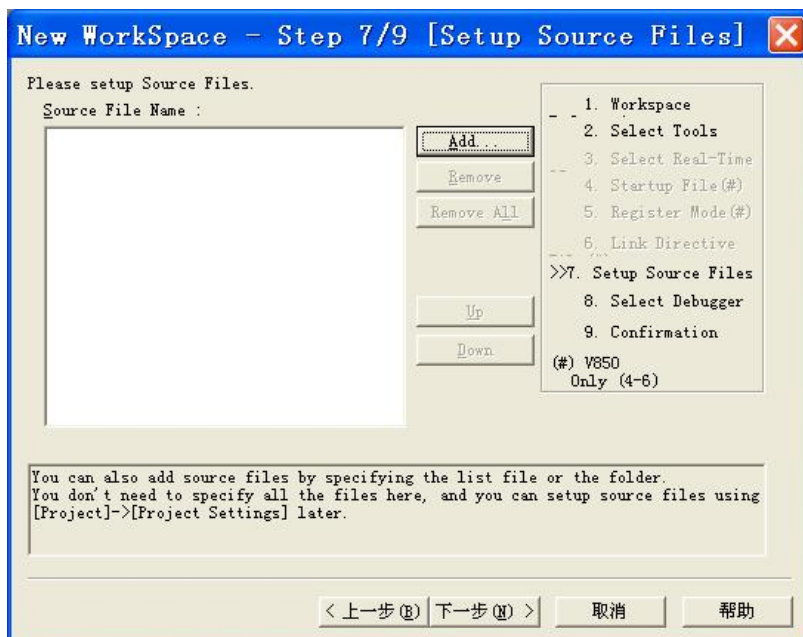 New WorkSpace - Step 7/9 [Setup Source Files]
Please setup Source Files.
Source File Name :
Add...
Remove
Remove All
Up
Down
1. Workspace
2. Select Tools
3. Select Real-Time
4. Startup File(#)
5. Register Mode(#)
6. Link Directive
>>7. Setup Source Files
8. Select Debugger
9. Confirmation
(#) V850
Only (4-6)
You can also add source files by specifying the list file or the folder.
You don't need to specify all the files here, and you can setup source files using
[Project]->[Project Settings] later.
< 上一步(B) 下一步(N) > 取消 帮助